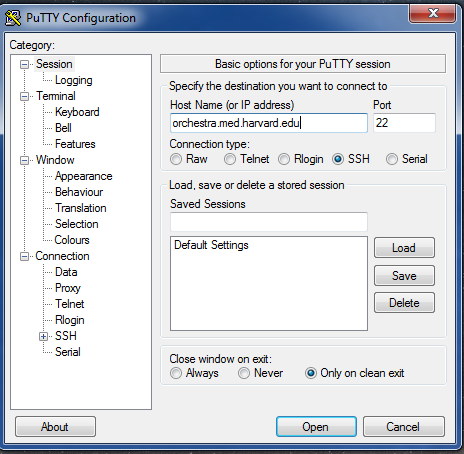 PuTTY Configuration
Category:
Session
Logging
Terminal
Keyboard
Bell
Features
Window
Appearance
Behaviour
Translation
Selection
Colours
Connection
Data
Proxy
Telnet
Rlogin
SSH
Serial
Basic options for your PuTTY session
Specify the destination you want to connect to
Host Name (or IP address) Port
orchestra.med.harvard.edu 22
Connection type:
Raw Telnet Rlogin SSH Serial
Load, save or delete a stored session
Saved Sessions
Default Settings
Load
Save
Delete
Close window on exit:
Always Never Only on clean exit
About Open Cancel